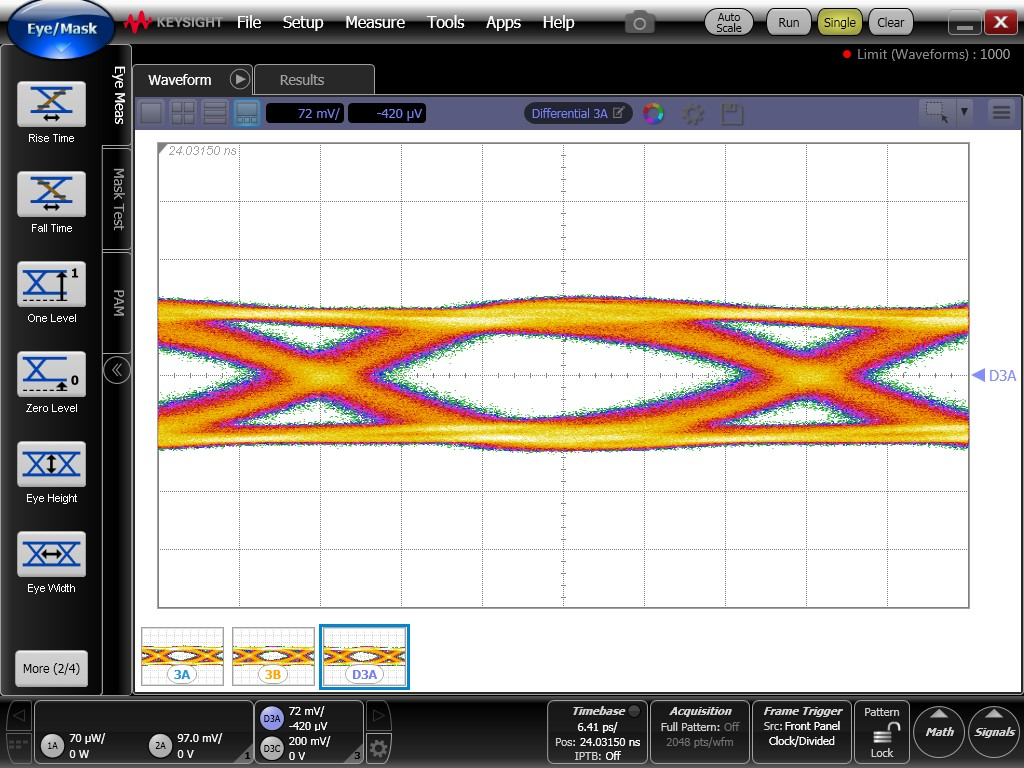 Eye/Mask
KEYSIGHT File Setup Measure Tools Apps Help
Auto Scale Run Single Clear
Limit (Waveforms) : 1000
Waveform Results
72 mV/ -420 µV Differential 3A
Eye Meas
Mask Test
PAM
Rise Time
Fall Time
1
One Level
0
Zero Level
Eye Height
Eye Width
More (2/4)
24.03150 ns
D3A
3A 3B D3A
1A 70 µW/
0 W
2A 97.0 mV/
0 V
1
D3A 72 mV/
-420 µV
D3C 200 mV/
0 V
3
Timebase
6.41 ps/
Pos: 24.03150 ns
IPTB: Off
Acquisition
Full Pattern: Off
2048 pts/wfm
Frame Trigger
Src: Front Panel
Clock/Divided
Pattern
Lock
Math
Signals